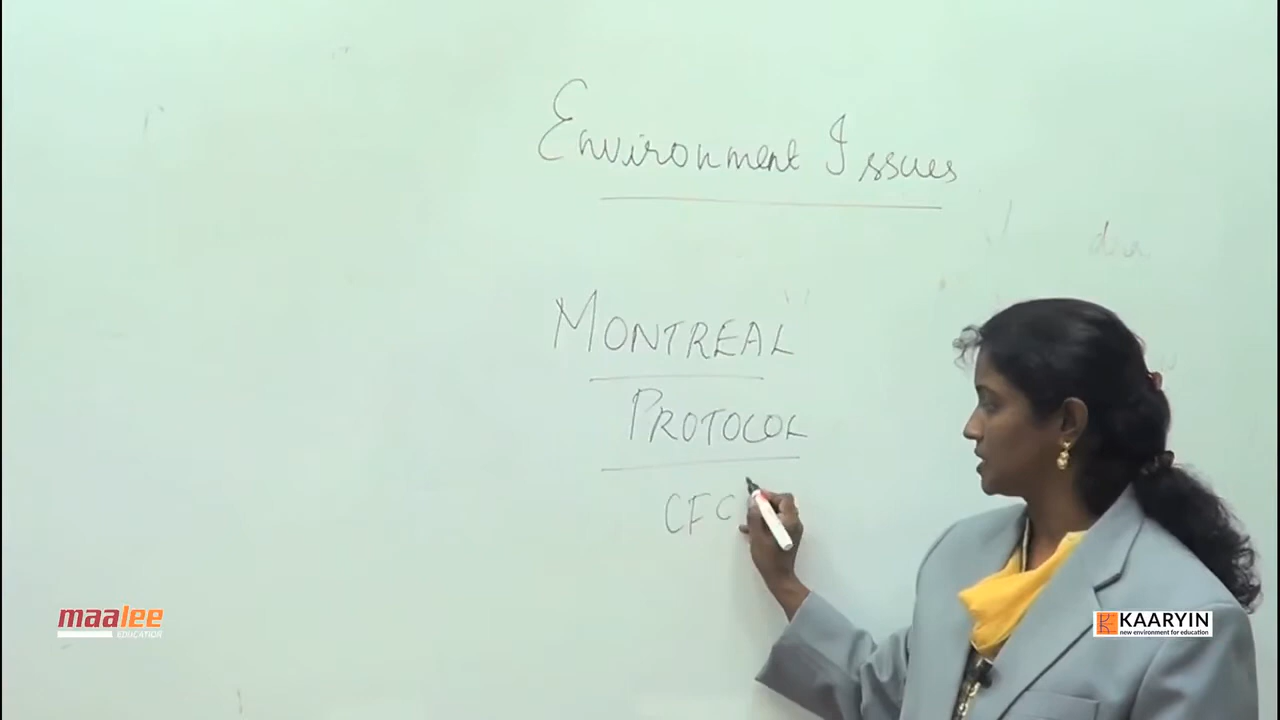 Environment Issues
MONTREAL
PROTOCOL
CFC
maalee
EDUCATION
KAARYIN
new environment for education